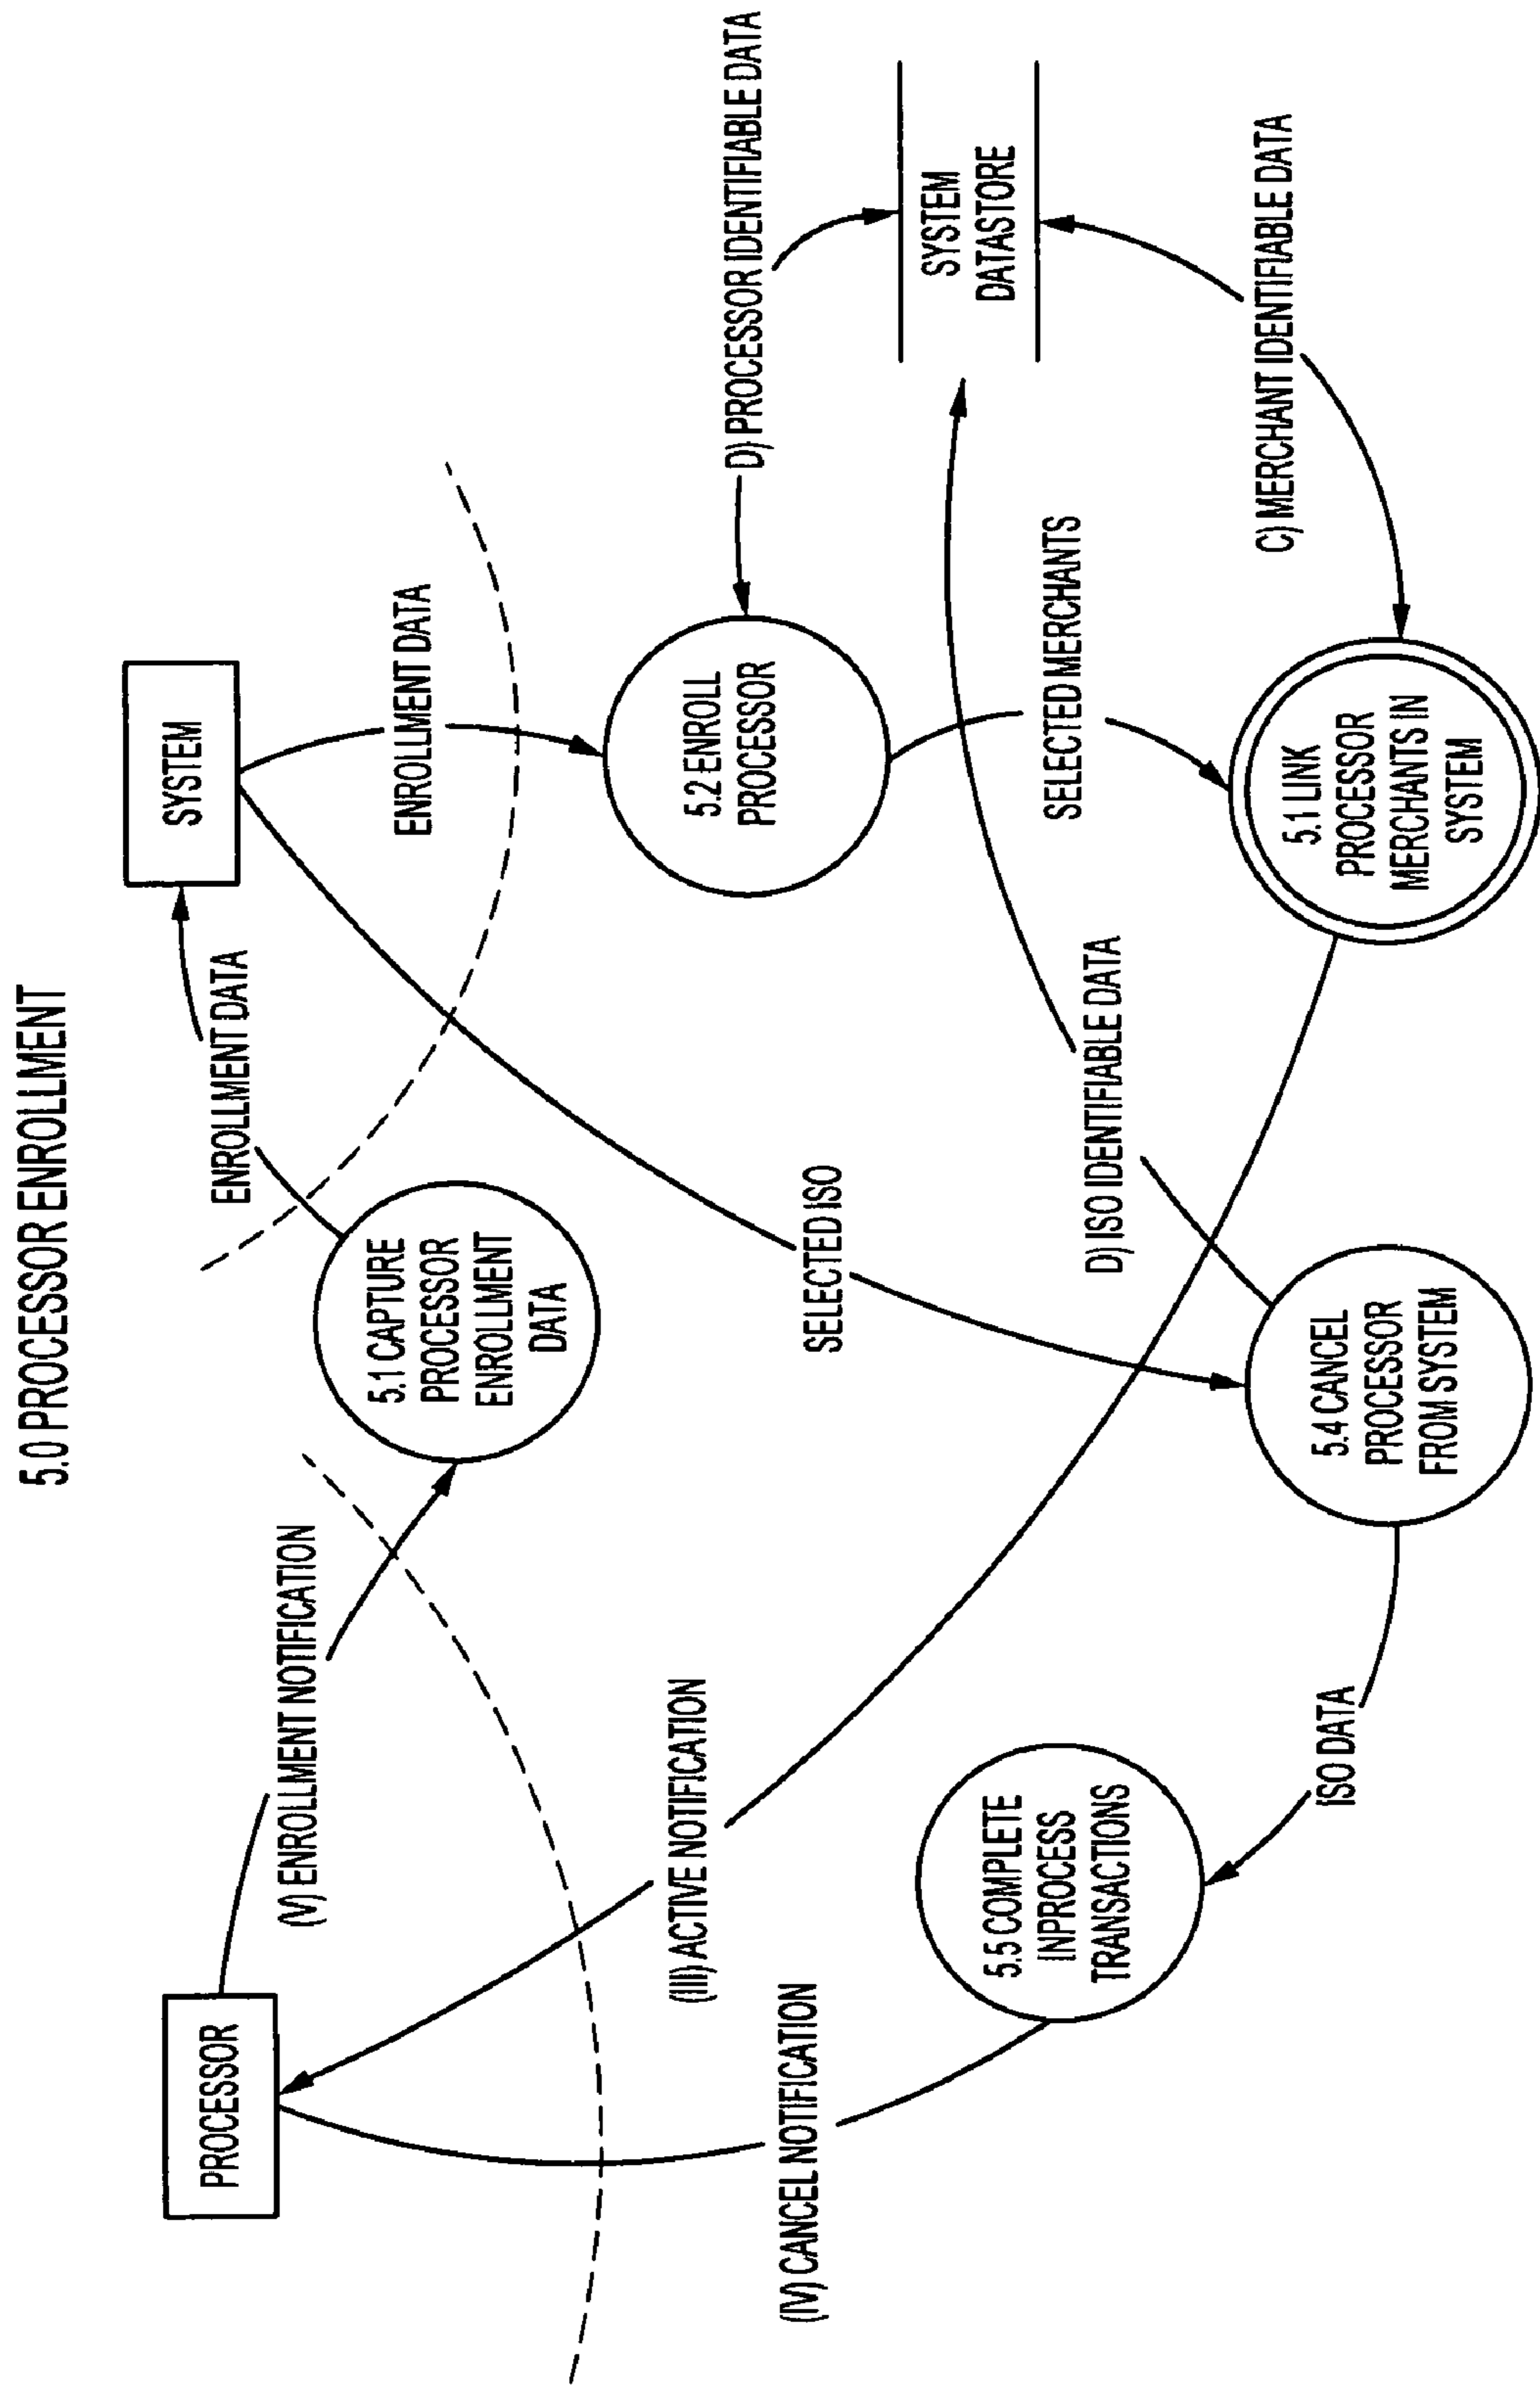 5.0 PROCESSOR ENROLLMENT
PROCESSOR
(V) ENROLLMENT NOTIFICATION
5.1 CAPTURE
PROCESSOR
ENROLLMENT
DATA
ENROLLMENT DATA
SYSTEM
ENROLLMENT DATA
(III) ACTIVE NOTIFICATION
SELECTED ISO
5.2 ENROLL
PROCESSOR
D) PROCESSOR IDENTIFIABLE DATA
(IV) CANCEL NOTIFICATION
5.5 COMPLETE
INPROCESS
TRANSACTIONS
D) ISO IDENTIFIABLE DATA
SELECTED MERCHANTS
SYSTEM
DATASTORE
ISO DATA
5.4 CANCEL
PROCESSOR
FROM SYSTEM
5.1 LINK
PROCESSOR
MERCHANTS IN
SYSTEM
C) MERCHANT IDENTIFIABLE DATA